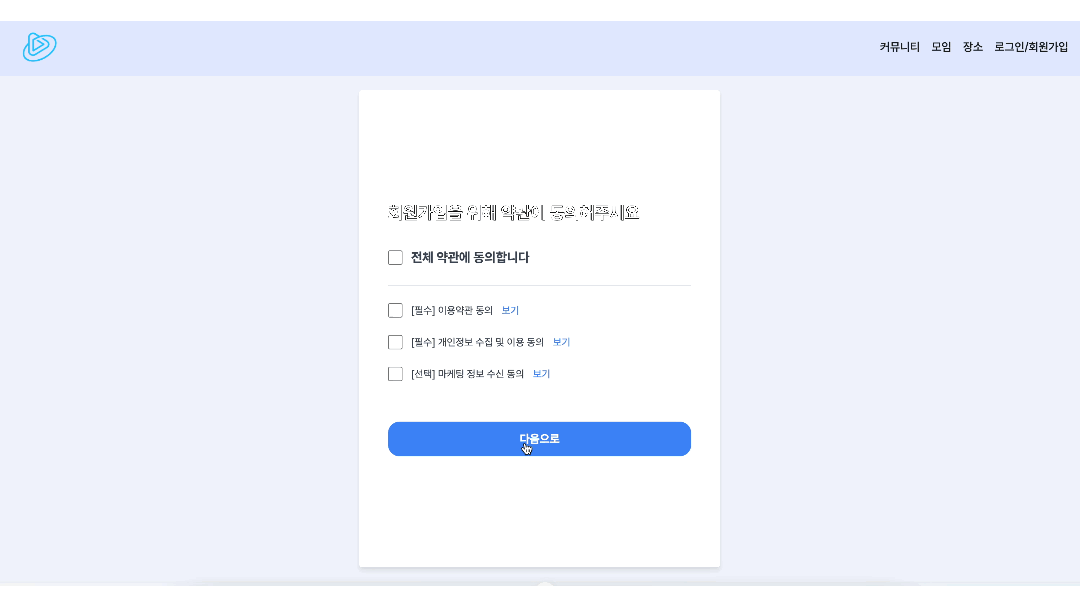 커뮤니티 모임 장소 로그인/회원가입
회원가입을 위해 약관에 동의해주세요
전체 약관에 동의합니다
[필수] 이용약관 동의 보기
[필수] 개인정보 수집 및 이용 동의 보기
[선택] 마케팅 정보 수신 동의 보기
다음으로